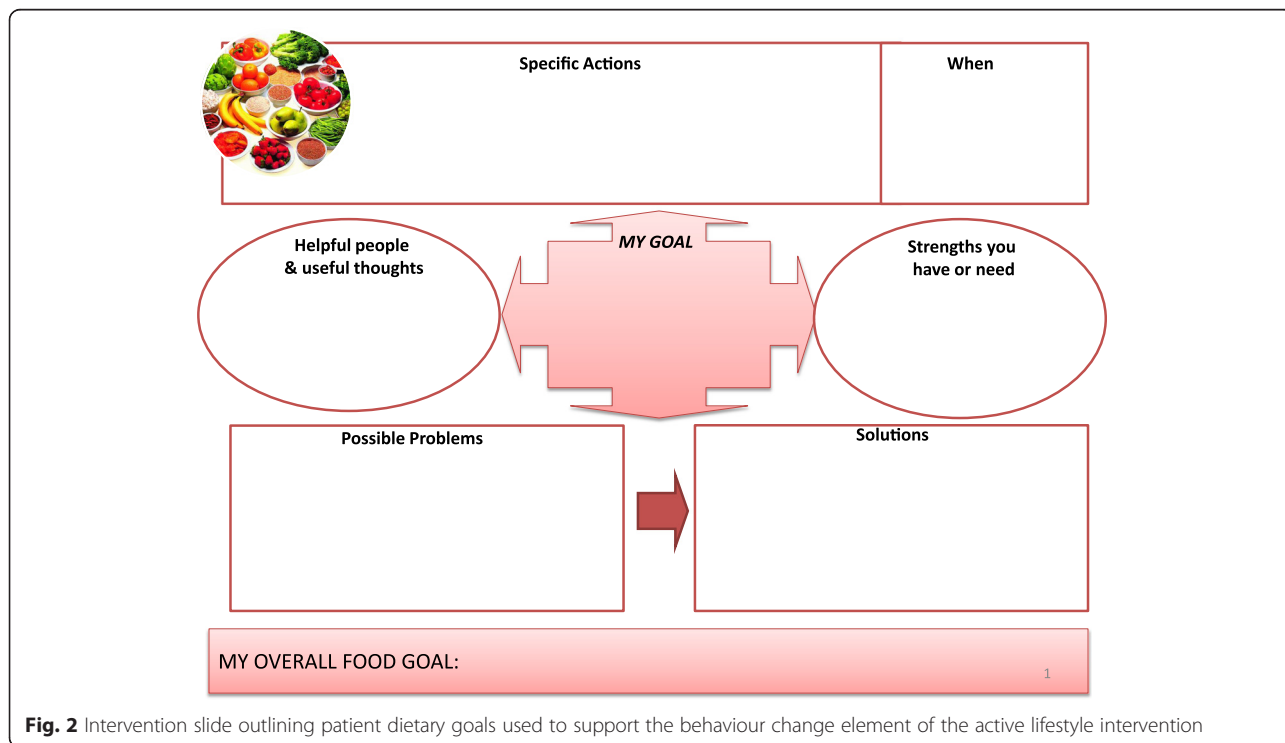 Specific Actions
When
Helpful people
& useful thoughts
MY GOAL
Strengths you
have or need
Possible Problems
Solutions
MY OVERALL FOOD GOAL:
1
Fig. 2 Intervention slide outlining patient dietary goals used to support the behaviour change element of the active lifestyle intervention